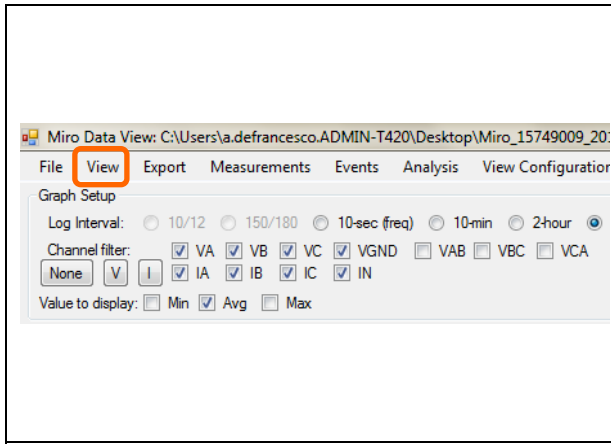 Miro Data View: C:\Users\a.defrancesco.ADMIN-T420\Desktop\Miro_15749009_201
File View Export Measurements Events Analysis View Configuration
Graph Setup
Log Interval: 10/12 150/180 10-sec (freq) 10-min 2-hour
Channel filter: VA VB VC VGND VAB VBC VCA
None V I IA IB IC IN
Value to display: Min Avg Max